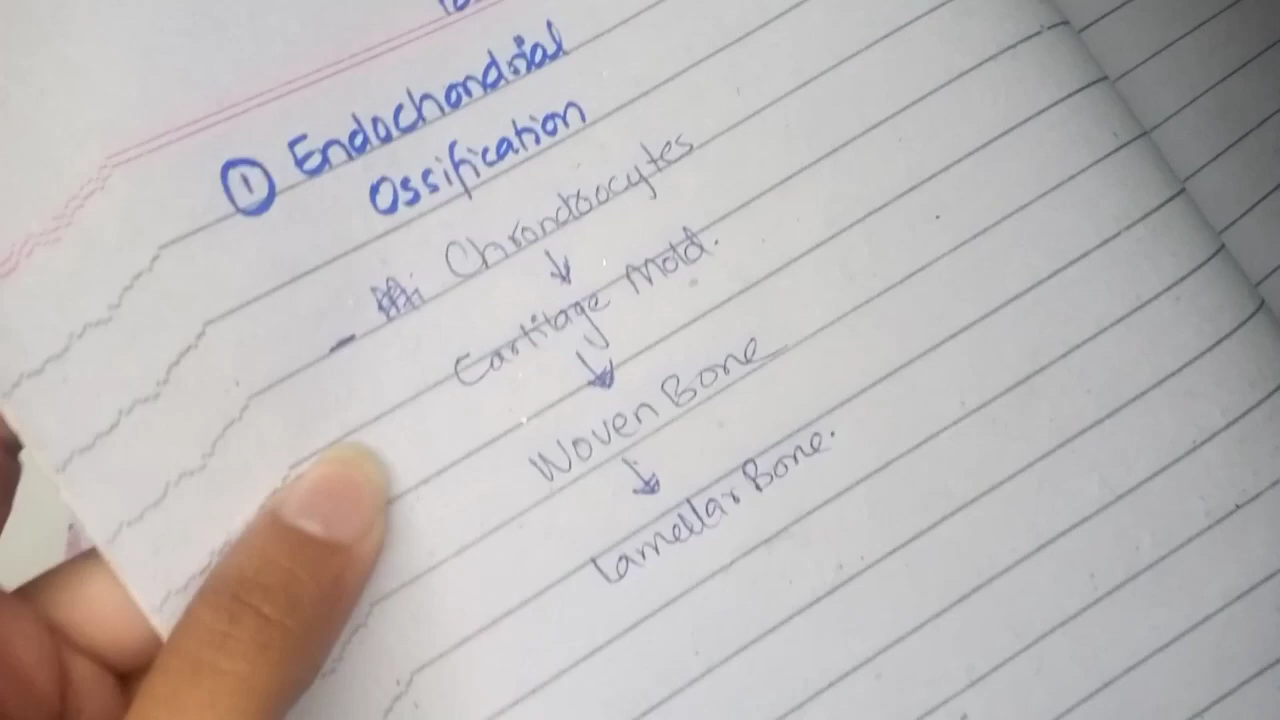 ① Endochondrial
Ossification
- Chrondrocytes
↓
Cartilage Mold.
↓
Woven Bone
↓
Lamellar Bone.